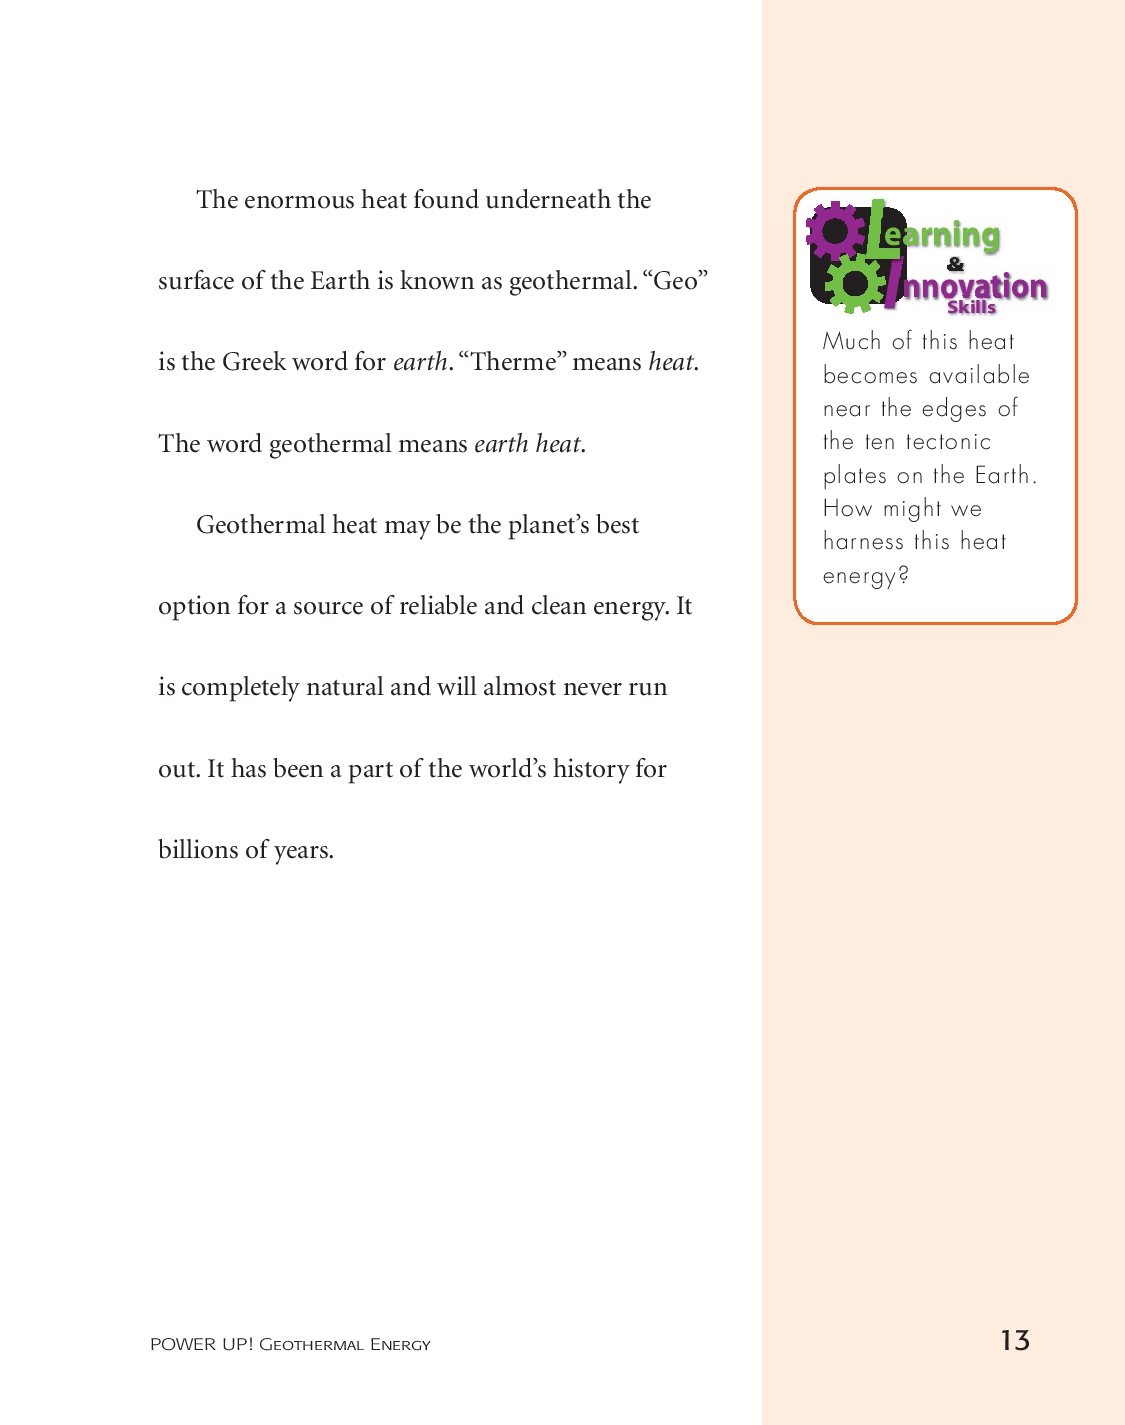 The enormous heat found underneath the
surface of the Earth is known as geothermal. “Geo”
is the Greek word for earth. “Therme” means heat.
The word geothermal means earth heat.
Geothermal heat may be the planet’s best
option for a source of reliable and clean energy. It
is completely natural and will almost never run
out. It has been a part of the world’s history for
billions of years.
Learning
&
Innovation
Skills
Much of this heat
becomes available
near the edges of
the ten tectonic
plates on the Earth.
How might we
harness this heat
energy?
POWER UP! Geothermal Energy
13